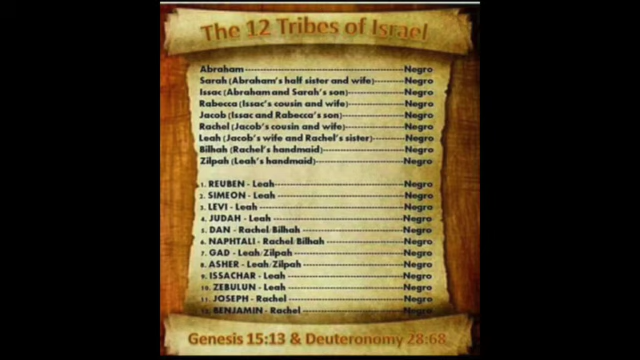 The 12 Tribes of Israel
Abraham--------------------------------Negro
Sarah (Abraham's half sister and wife)--------Negro
Issac (Abraham and Sarah's son)--------------Negro
Rabecca (Issac's cousin and wife)-------------Negro
Jacob (Issac and Rabecca's son)---------------Negro
Rachel (Jacob's cousin and wife)--------------Negro
Leah (Jacob's wife and Rachel's sister)--------Negro
Bilhah (Rachel's handmaid)------------------Negro
Zilpah (Leah's handmaid)--------------------Negro
1. REUBEN - Leah--------------------------Negro
2. SIMEON - Leah--------------------------Negro
3. LEVI - Leah-----------------------------Negro
4. JUDAH - Leah---------------------------Negro
5. DAN - Rachel/Bilhah---------------------Negro
6. NAPHTALI - Rachel/Bilhah----------------Negro
7. GAD - Leah/Zilpah-----------------------Negro
8. ASHER - Leah/Zilpah---------------------Negro
9. ISSACHAR - Leah------------------------Negro
10. ZEBULUN - Leah------------------------Negro
11. JOSEPH - Rachel------------------------Negro
12. BENJAMIN - Rachel---------------------Negro
Genesis 15:13 & Deuteronomy 28:68